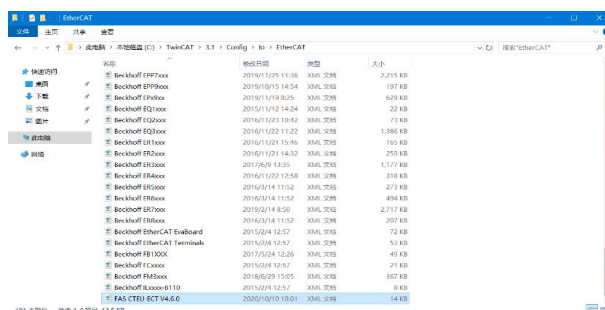 EtherCAT
文件 主页 共享 查看
此电脑 > 本地磁盘 (C:) > TwinCAT > 3.1 > Config > Io > EtherCAT 搜索"EtherCAT"
名称 修改日期 类型 大小
快速访问
桌面
下载
文档
图片
此电脑
网络
Beckhoff EPP7xxx 2019/11/25 11:36 XML 文档 2,215 KB
Beckhoff EPP9xxx 2019/10/15 14:54 XML 文档 197 KB
Beckhoff EPx9xx 2019/11/19 8:25 XML 文档 629 KB
Beckhoff EQ1xxx 2015/11/12 14:24 XML 文档 22 KB
Beckhoff EQ2xxx 2016/11/23 10:42 XML 文档 73 KB
Beckhoff EQ3xxx 2016/11/22 11:22 XML 文档 1,386 KB
Beckhoff ER1xxx 2016/11/21 15:46 XML 文档 165 KB
Beckhoff ER2xxx 2016/11/21 14:32 XML 文档 259 KB
Beckhoff ER3xxx 2017/6/9 13:35 XML 文档 1,177 KB
Beckhoff ER4xxx 2016/11/22 12:58 XML 文档 318 KB
Beckhoff ER5xxx 2016/3/14 11:52 XML 文档 273 KB
Beckhoff ER6xxx 2016/3/14 11:52 XML 文档 494 KB
Beckhoff ER7xxx 2019/2/14 8:50 XML 文档 2,717 KB
Beckhoff ER8xxx 2016/3/14 11:52 XML 文档 207 KB
Beckhoff EtherCAT EvaBoard 2015/2/4 12:57 XML 文档 72 KB
Beckhoff EtherCAT Terminals 2015/2/4 12:57 XML 文档 53 KB
Beckhoff FB1XXX 2017/5/24 12:26 XML 文档 49 KB
Beckhoff FCxxxx 2015/2/4 12:57 XML 文档 21 KB
Beckhoff FM3xxx 2018/6/29 15:05 XML 文档 367 KB
Beckhoff ILxxxx-B110 2015/2/4 12:57 XML 文档 8 KB
FAS CTEU-ECT V4.6.0 2020/10/10 10:01 XML 文档 14 KB